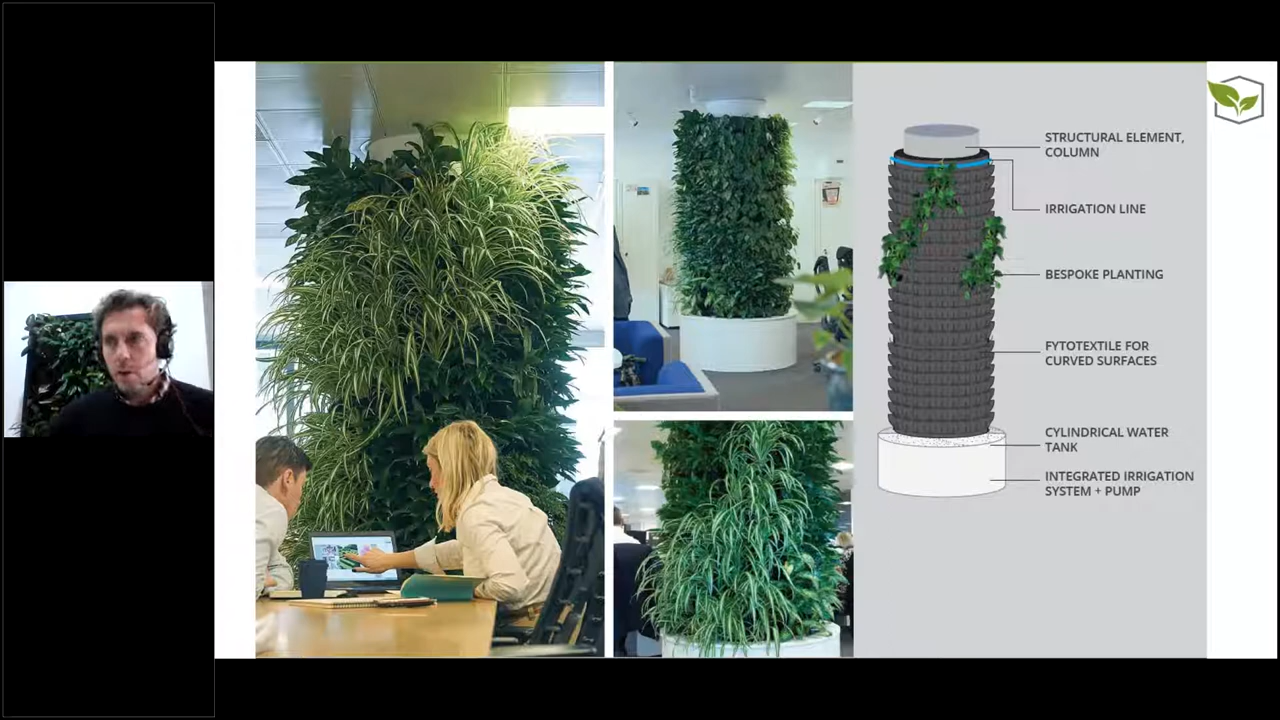 STRUCTURAL ELEMENT,
COLUMN
IRRIGATION LINE
BESPOKE PLANTING
FYTOTEXTILE FOR
CURVED SURFACES
CYLINDRICAL WATER
TANK
INTEGRATED IRRIGATION
SYSTEM + PUMP